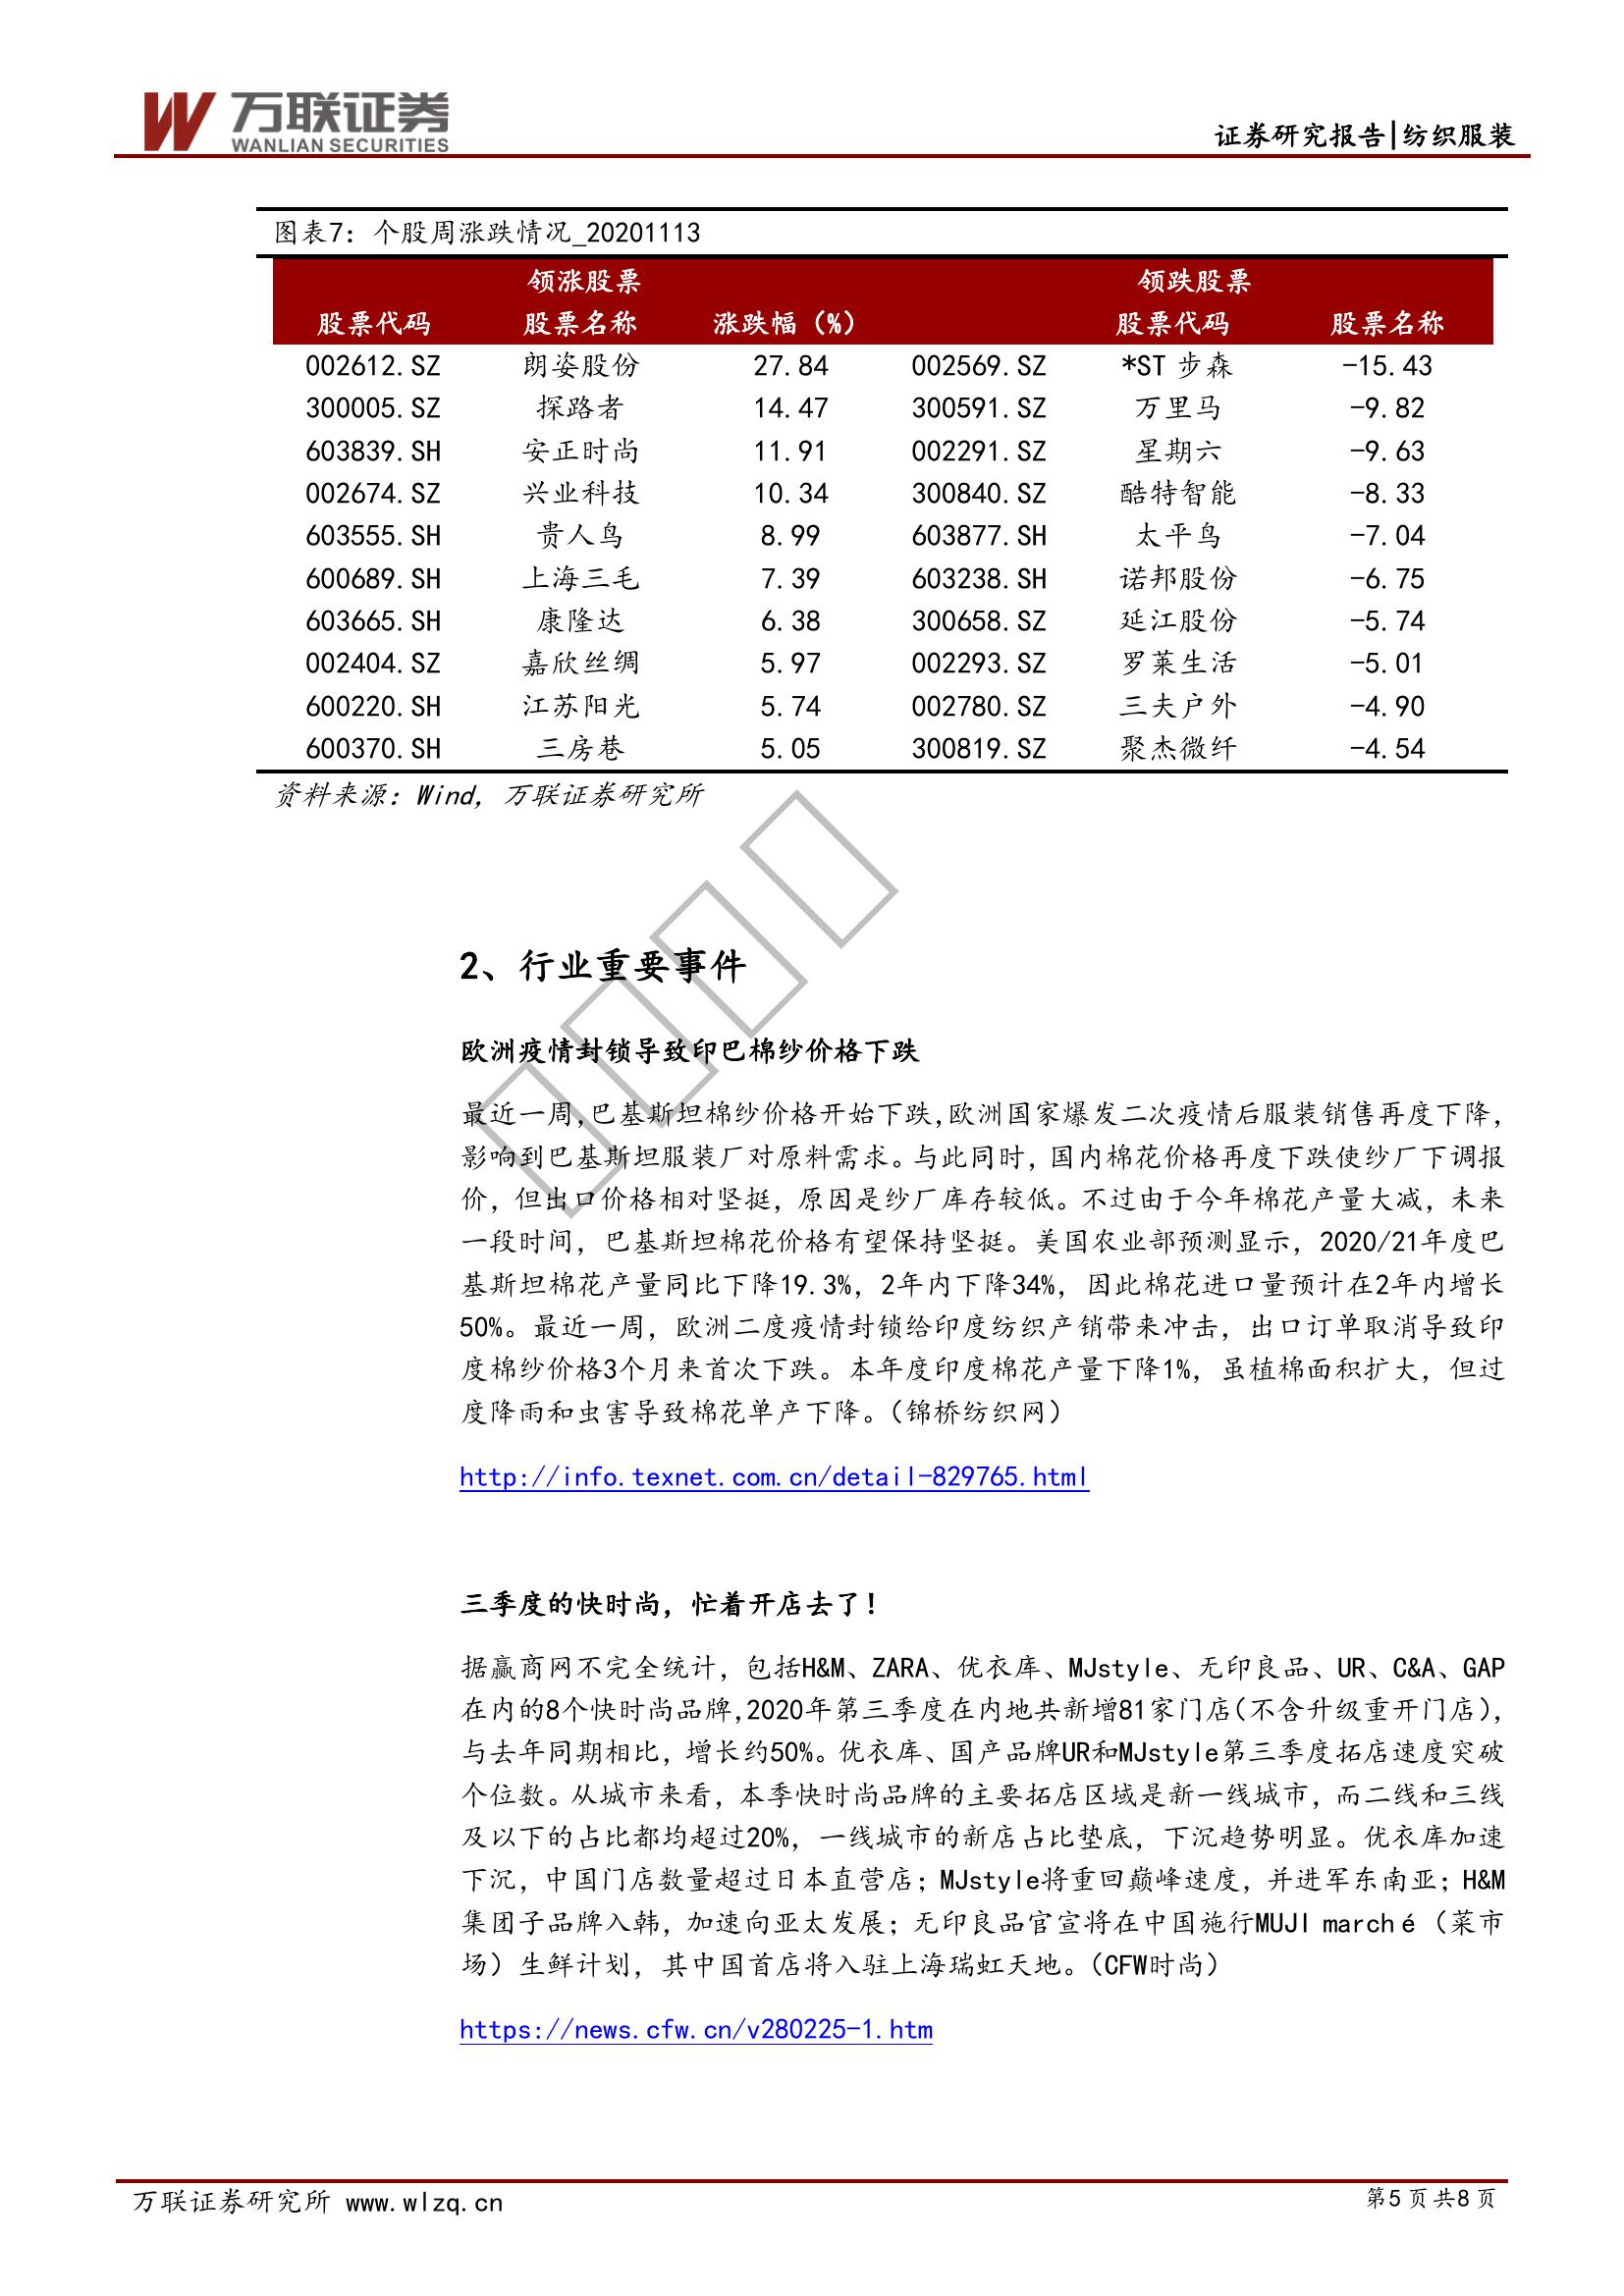 万联证券
WANLIAN SECURITIES
证券研究报告|纺织服装
图表7：个股周涨跌情况_20201113
领涨股票 领跌股票
股票代码 股票名称 涨跌幅（%） 股票代码 股票名称
002612.SZ 朗姿股份 27.84 002569.SZ *ST 步森 -15.43
300005.SZ 探路者 14.47 300591.SZ 万里马 -9.82
603839.SH 安正时尚 11.91 002291.SZ 星期六 -9.63
002674.SZ 兴业科技 10.34 300840.SZ 酷特智能 -8.33
603555.SH 贵人鸟 8.99 603877.SH 太平鸟 -7.04
600689.SH 上海三毛 7.39 603238.SH 诺邦股份 -6.75
603665.SH 康隆达 6.38 300658.SZ 延江股份 -5.74
002404.SZ 嘉欣丝绸 5.97 002293.SZ 罗莱生活 -5.01
600220.SH 江苏阳光 5.74 002780.SZ 三夫户外 -4.90
600370.SH 三房巷 5.05 300819.SZ 聚杰微纤 -4.54
资料来源：Wind，万联证券研究所
2、行业重要事件
欧洲疫情封锁导致印巴棉纱价格下跌
最近一周,巴基斯坦棉纱价格开始下跌,欧洲国家爆发二次疫情后服装销售再度下降，
影响到巴基斯坦服装厂对原料需求。与此同时，国内棉花价格再度下跌使纱厂下调报
价，但出口价格相对坚挺，原因是纱厂库存较低。不过由于今年棉花产量大减，未来
一段时间，巴基斯坦棉花价格有望保持坚挺。美国农业部预测显示，2020/21年度巴
基斯坦棉花产量同比下降19.3%，2年内下降34%，因此棉花进口量预计在2年内增长
50%。最近一周，欧洲二度疫情封锁给印度纺织产销带来冲击，出口订单取消导致印
度棉纱价格3个月来首次下跌。本年度印度棉花产量下降1%，虽植棉面积扩大，但过
度降雨和虫害导致棉花单产下降。（锦桥纺织网）
http://info.texnet.com.cn/detail-829765.html
三季度的快时尚，忙着开店去了！
据赢商网不完全统计，包括H&M、ZARA、优衣库、MJstyle、无印良品、UR、C&A、GAP
在内的8个快时尚品牌,2020年第三季度在内地共新增81家门店（不含升级重开门店），
与去年同期相比，增长约50%。优衣库、国产品牌UR和MJstyle第三季度拓店速度突破
个位数。从城市来看，本季快时尚品牌的主要拓店区域是新一线城市，而二线和三线
及以下的占比都均超过20%，一线城市的新店占比垫底，下沉趋势明显。优衣库加速
下沉，中国门店数量超过日本直营店；MJstyle将重回巅峰速度，并进军东南亚；H&M
集团子品牌入韩，加速向亚太发展；无印良品官宣将在中国施行MUJI marché（菜市
场）生鲜计划，其中国首店将入驻上海瑞虹天地。（CFW时尚）
https://news.cfw.cn/v280225-1.htm
万联证券研究所 www.wlzq.cn
第5页共8页